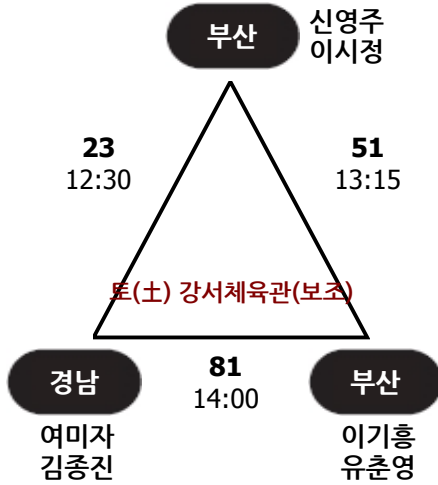 부산
신영주
이시정
23
12:30
51
13:15
토(土) 강서체육관(보조)
경남
81
14:00
부산
여미자
김종진
이기흥
유춘영